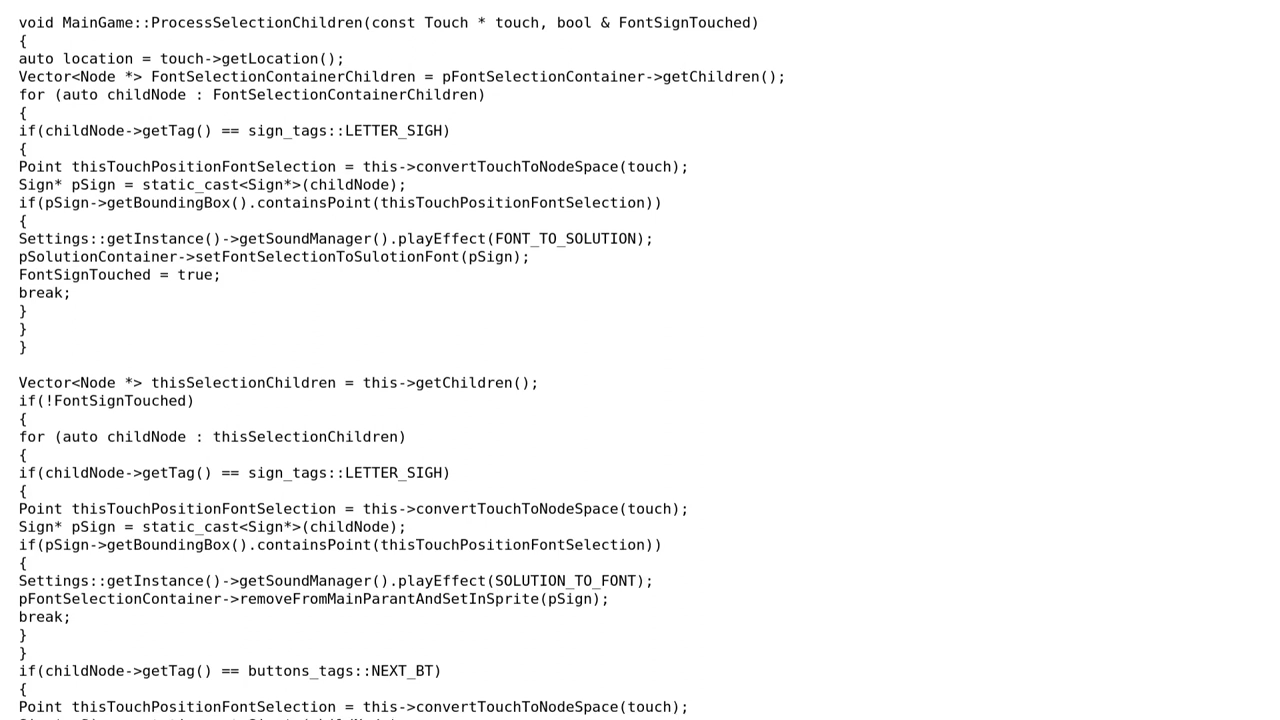 void MainGame::ProcessSelectionChildren(const Touch * touch, bool & FontSignTouched)
{
auto location = touch->getLocation();
Vector<Node *> FontSelectionContainerChildren = pFontSelectionContainer->getChildren();
for (auto childNode : FontSelectionContainerChildren)
{
if(childNode->getTag() == sign_tags::LETTER_SIGH)
{
Point thisTouchPositionFontSelection = this->convertTouchToNodeSpace(touch);
Sign* pSign = static_cast<Sign*>(childNode);
if(pSign->getBoundingBox().containsPoint(thisTouchPositionFontSelection))
{
Settings::getInstance()->getSoundManager().playEffect(FONT_TO_SOLUTION);
pSolutionContainer->setFontSelectionToSulotionFont(pSign);
FontSignTouched = true;
break;
}
}
}

Vector<Node *> thisSelectionChildren = this->getChildren();
if(!FontSignTouched)
{
for (auto childNode : thisSelectionChildren)
{
if(childNode->getTag() == sign_tags::LETTER_SIGH)
{
Point thisTouchPositionFontSelection = this->convertTouchToNodeSpace(touch);
Sign* pSign = static_cast<Sign*>(childNode);
if(pSign->getBoundingBox().containsPoint(thisTouchPositionFontSelection))
{
Settings::getInstance()->getSoundManager().playEffect(SOLUTION_TO_FONT);
pFontSelectionContainer->removeFromMainParantAndSetInSprite(pSign);
break;
}
}
if(childNode->getTag() == buttons_tags::NEXT_BT)
{
Point thisTouchPositionFontSelection = this->convertTouchToNodeSpace(touch);